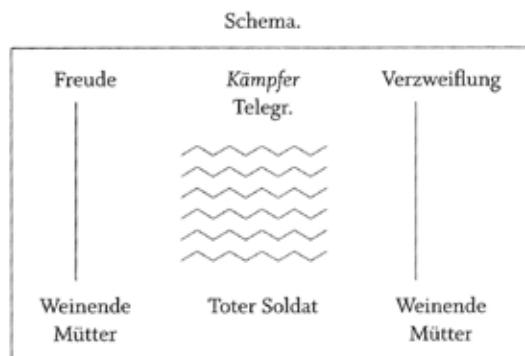 Schema.
Freude
Kämpfer
Telegr.
Verzweiflung
Weinende
Mütter
Toter Soldat
Weinende
Mütter